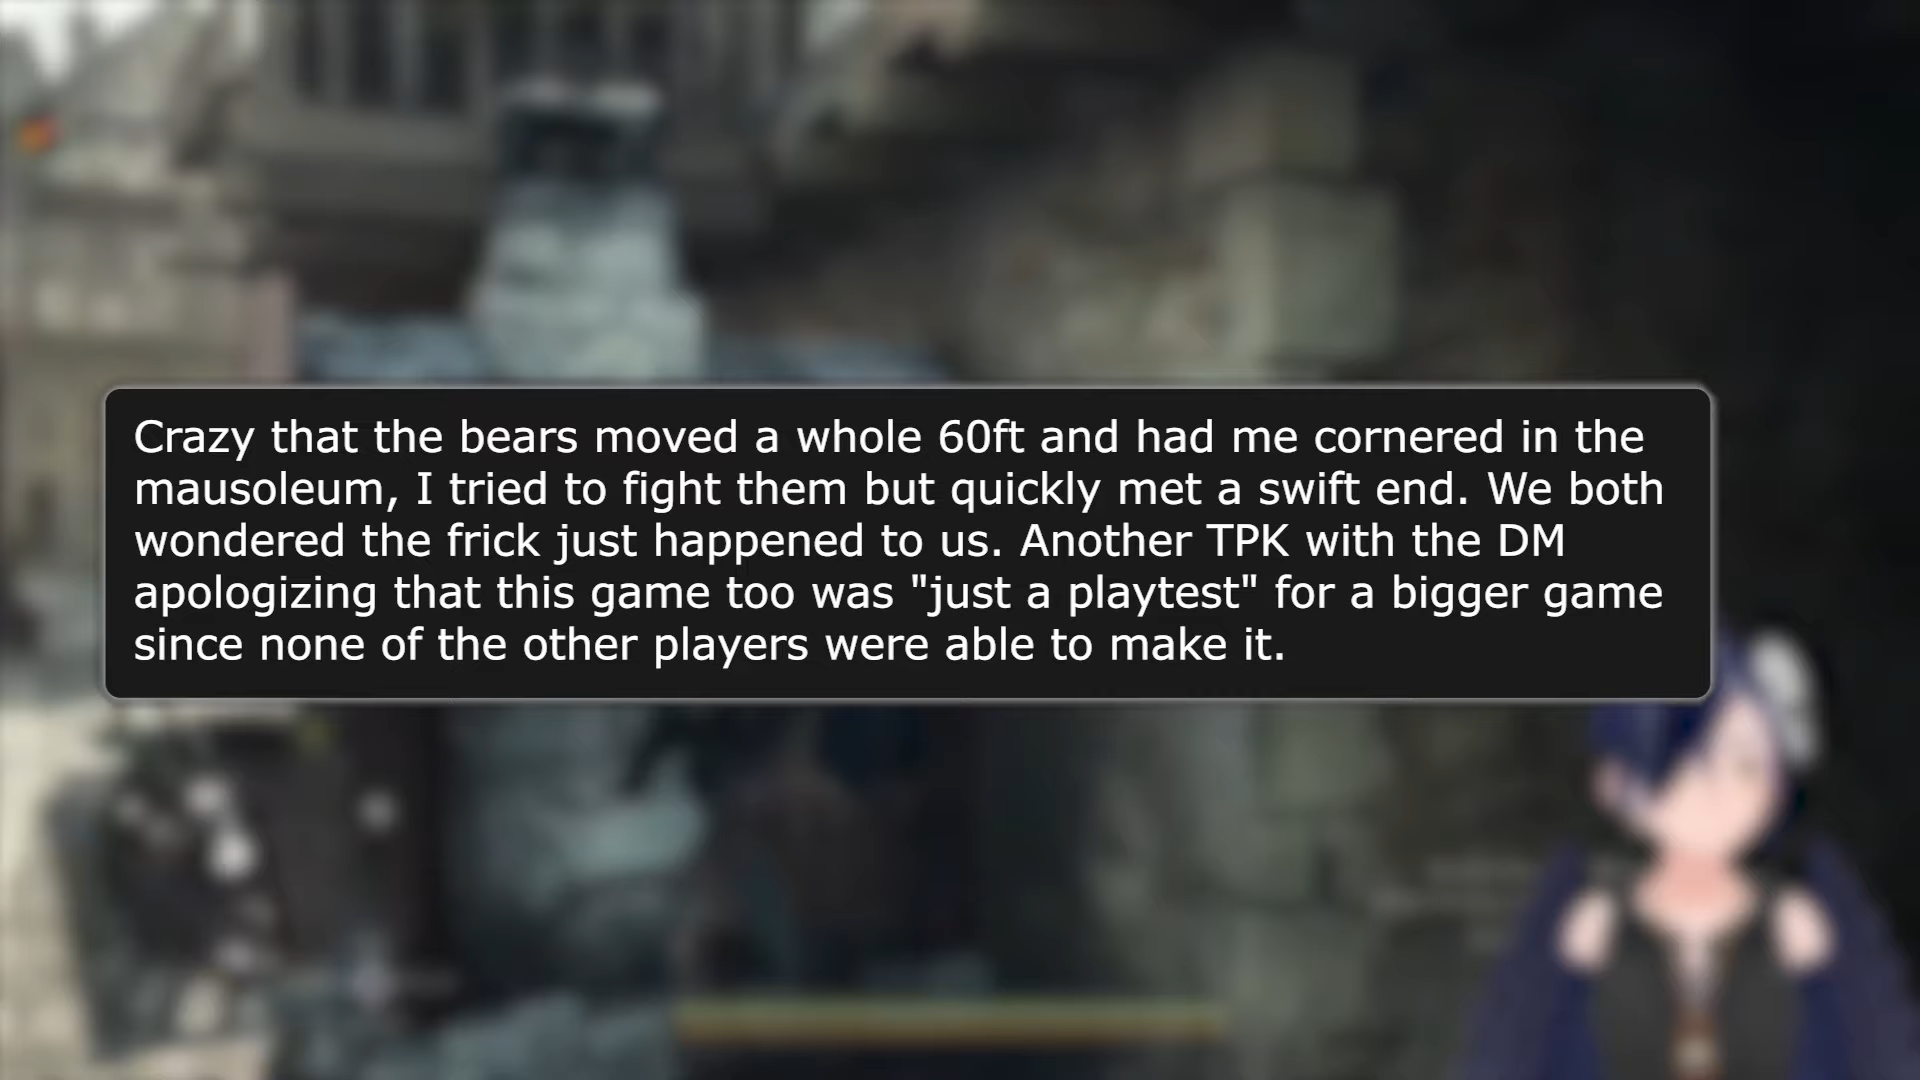 Crazy that the bears moved a whole 60ft and had me cornered in the
mausoleum, I tried to fight them but quickly met a swift end. We both
wondered the frick just happened to us. Another TPK with the DM
apologizing that this game too was "just a playtest" for a bigger game
since none of the other players were able to make it.